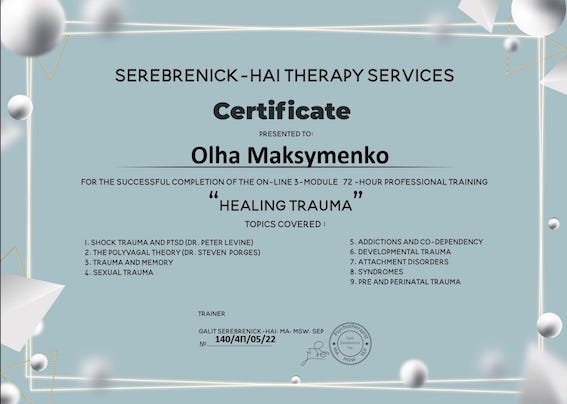 SEREBRENICK-HAI THERAPY SERVICES
Certificate
PRESENTED TO:
Olha Maksymenko
FOR THE SUCCESSFUL COMPLETION OF THE ON-LINE 3-MODULE 72 -HOUR PROFESSIONAL TRAINING
“HEALING TRAUMA”
TOPICS COVERED :
1. SHOCK TRAUMA AND PTSD (DR. PETER LEVINE)
2. THE POLYVAGAL THEORY (DR. STEVEN PORGES)
3. TRAUMA AND MEMORY
4. SEXUAL TRAUMA
5. ADDICTIONS AND CO-DEPENDENCY
6. DEVELOPMENTAL TRAUMA
7. ATTACHMENT DISORDERS
8. SYNDROMES
9. PRE AND PERINATAL TRAUMA
TRAINER
GALIT SEREBRENICK-HAI: MA: MSW: SEP
№ 140/4П/05/22
Psychotherapist